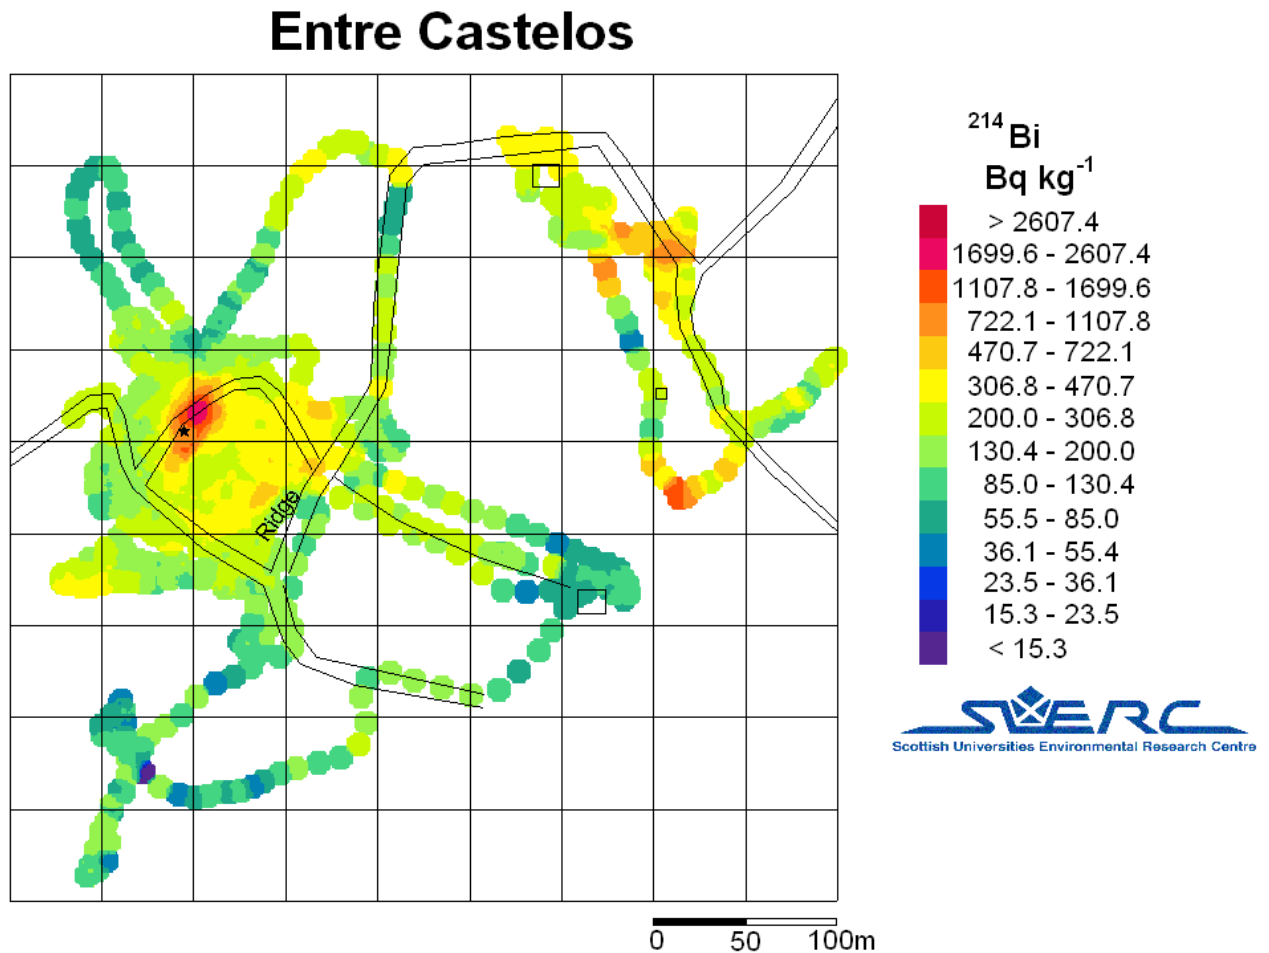 Entre Castelos
214Bi
Bq kg-1
> 2607.4
1699.6 - 2607.4
1107.8 - 1699.6
722.1 - 1107.8
470.7 - 722.1
306.8 - 470.7
200.0 - 306.8
130.4 - 200.0
85.0 - 130.4
55.5 - 85.0
36.1 - 55.4
23.5 - 36.1
15.3 - 23.5
< 15.3
Ridge
SUERC
Scottish Universities Environmental Research Centre
0 50 100m